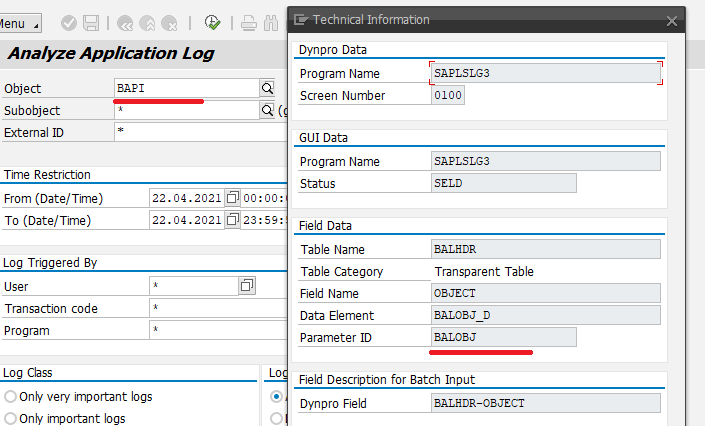 Menu
Analyze Application Log
Object BAPI
Subobject *
External ID *
Time Restriction
From (Date/Time) 22.04.2021 00:00:0
To (Date/Time) 22.04.2021 23:59:5
Log Triggered By
User *
Transaction code *
Program *
Log Class Log
Only very important logs
Only important logs
Technical Information
Dynpro Data
Program Name SAPLSLG3
Screen Number 0100
GUI Data
Program Name SAPLSLG3
Status SELD
Field Data
Table Name BALHDR
Table Category Transparent Table
Field Name OBJECT
Data Element BALOBJ_D
Parameter ID BALOBJ
Field Description for Batch Input
Dynpro Field BALHDR-OBJECT